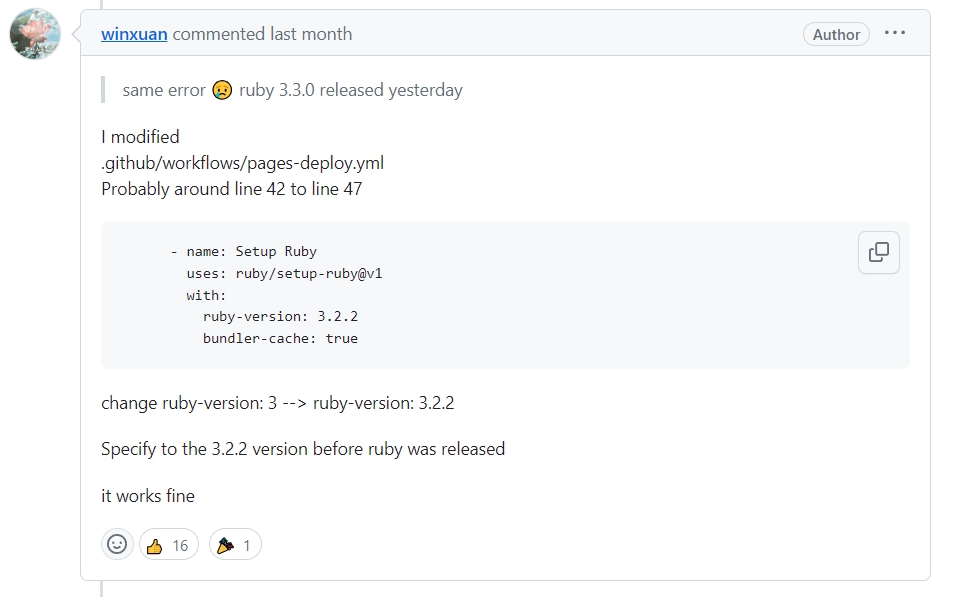 winxuan commented last month Author ...
same error 😥 ruby 3.3.0 released yesterday
I modified
.github/workflows/pages-deploy.yml
Probably around line 42 to line 47
- name: Setup Ruby
uses: ruby/setup-ruby@v1
with:
ruby-version: 3.2.2
bundler-cache: true
change ruby-version: 3 --> ruby-version: 3.2.2
Specify to the 3.2.2 version before ruby was released
it works fine
👍 16 🎉 1